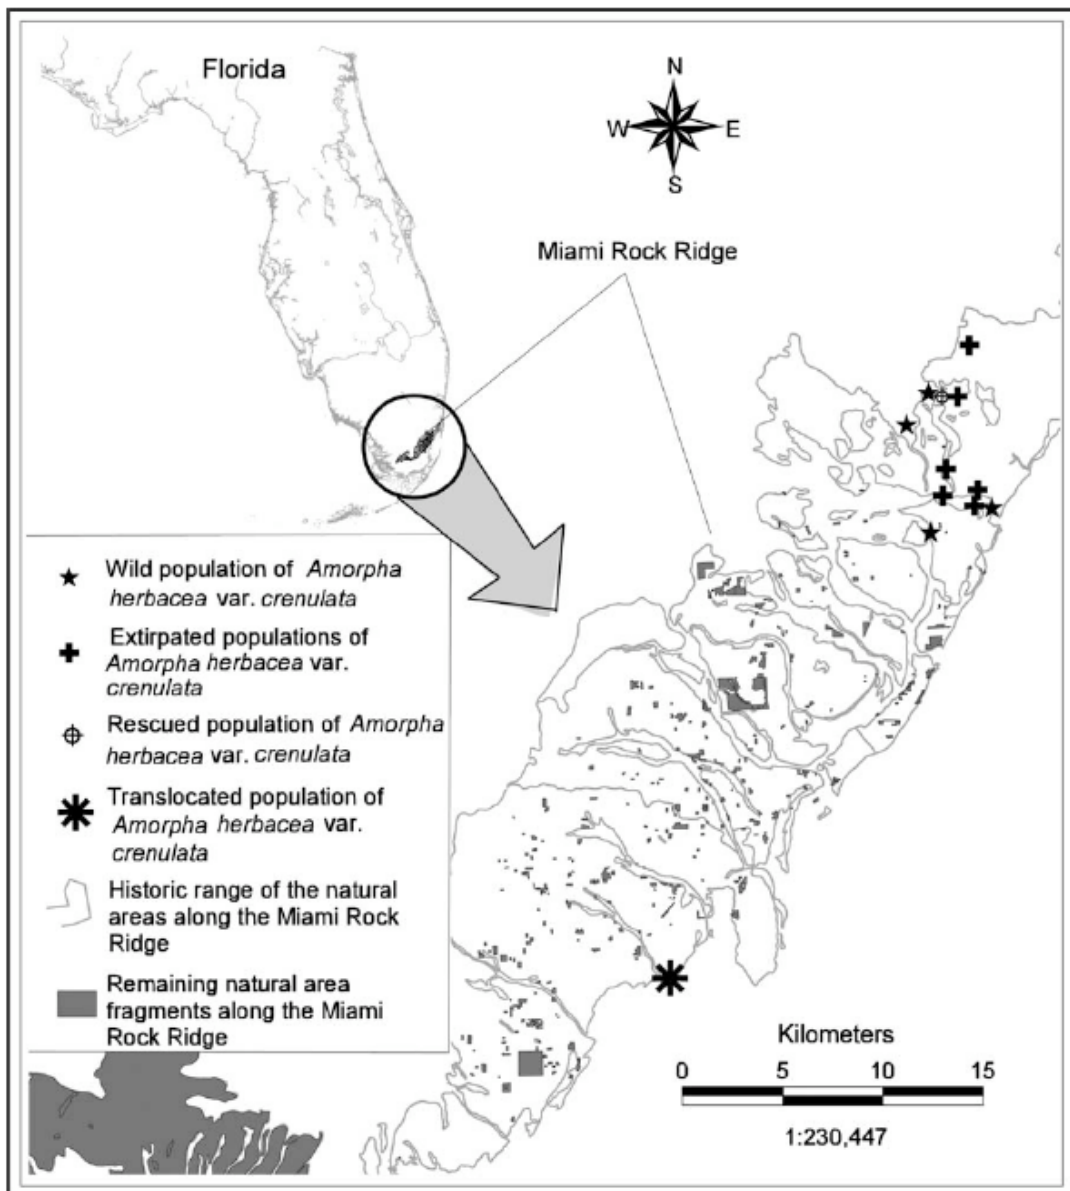 Florida
N
W
E
S
Miami Rock Ridge
Wild population of Amorpha
herbacea var. crenulata
Extirpated populations of
Amorpha herbacea var.
crenulata
Rescued population of Amorpha
herbacea var. crenulata
Translocated population of
Amorpha herbacea var.
crenulata
Historic range of the natural
areas along the Miami Rock
Ridge
Remaining natural area
fragments along the Miami
Rock Ridge
Kilometers
0 5 10 15
1:230,447